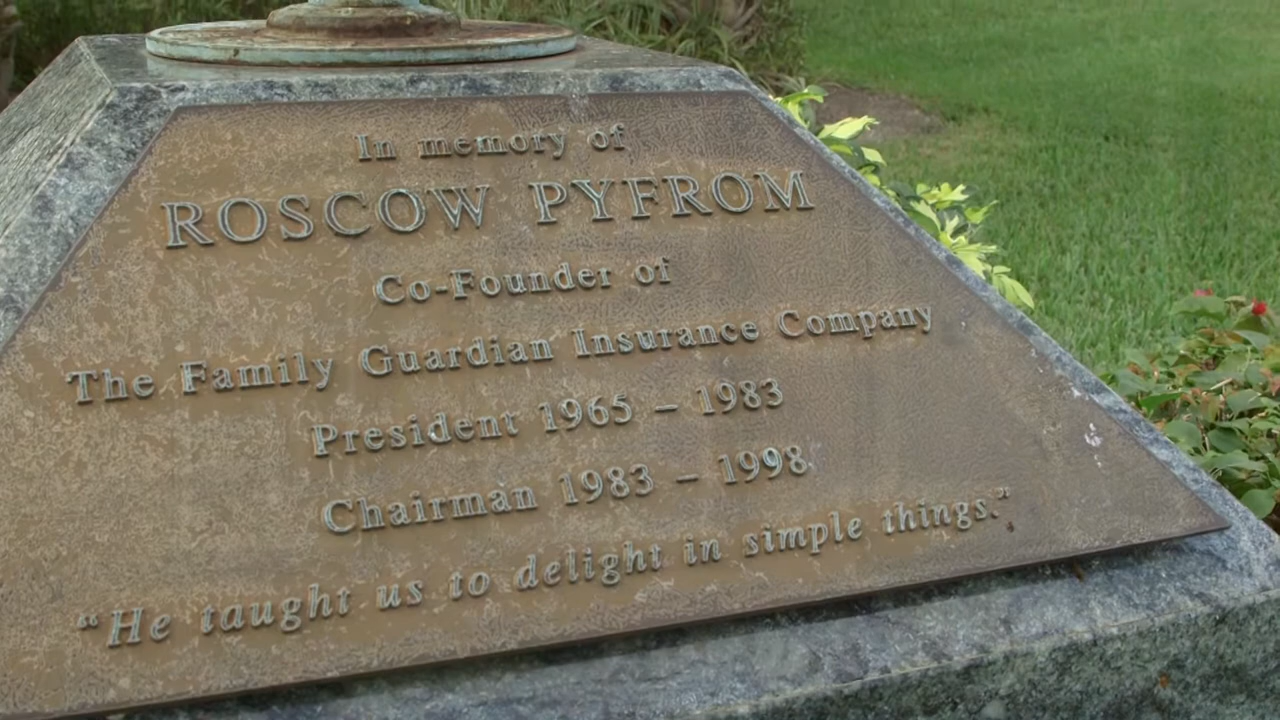 In memory of
ROSCOW PYFROM
Co-Founder of
The Family Guardian Insurance Company
President 1965 – 1983
Chairman 1983 – 1998
“He taught us to delight in simple things.”